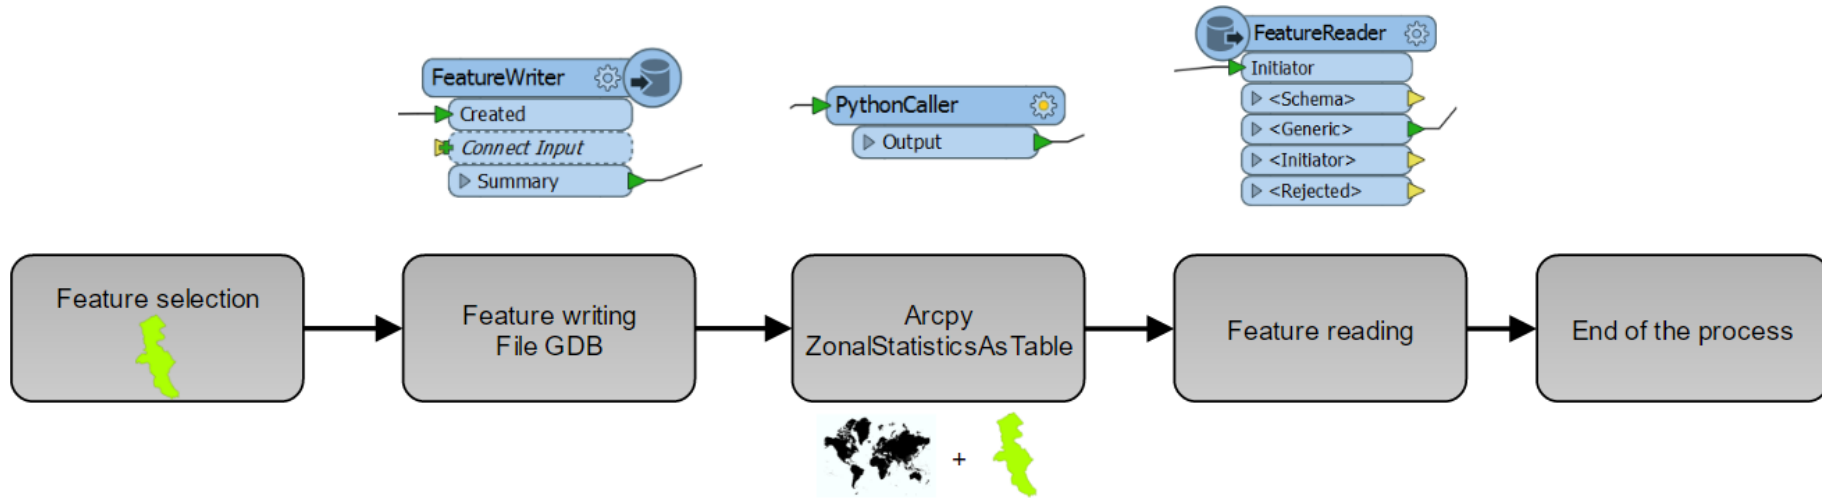 FeatureWriter
Created
Connect Input
Summary
PythonCaller
Output
FeatureReader
Initiator
<Schema>
<Generic>
<Initiator>
<Rejected>
Feature selection
Feature writing
File GDB
Arcpy
ZonalStatisticsAsTable
Feature reading
End of the process
+